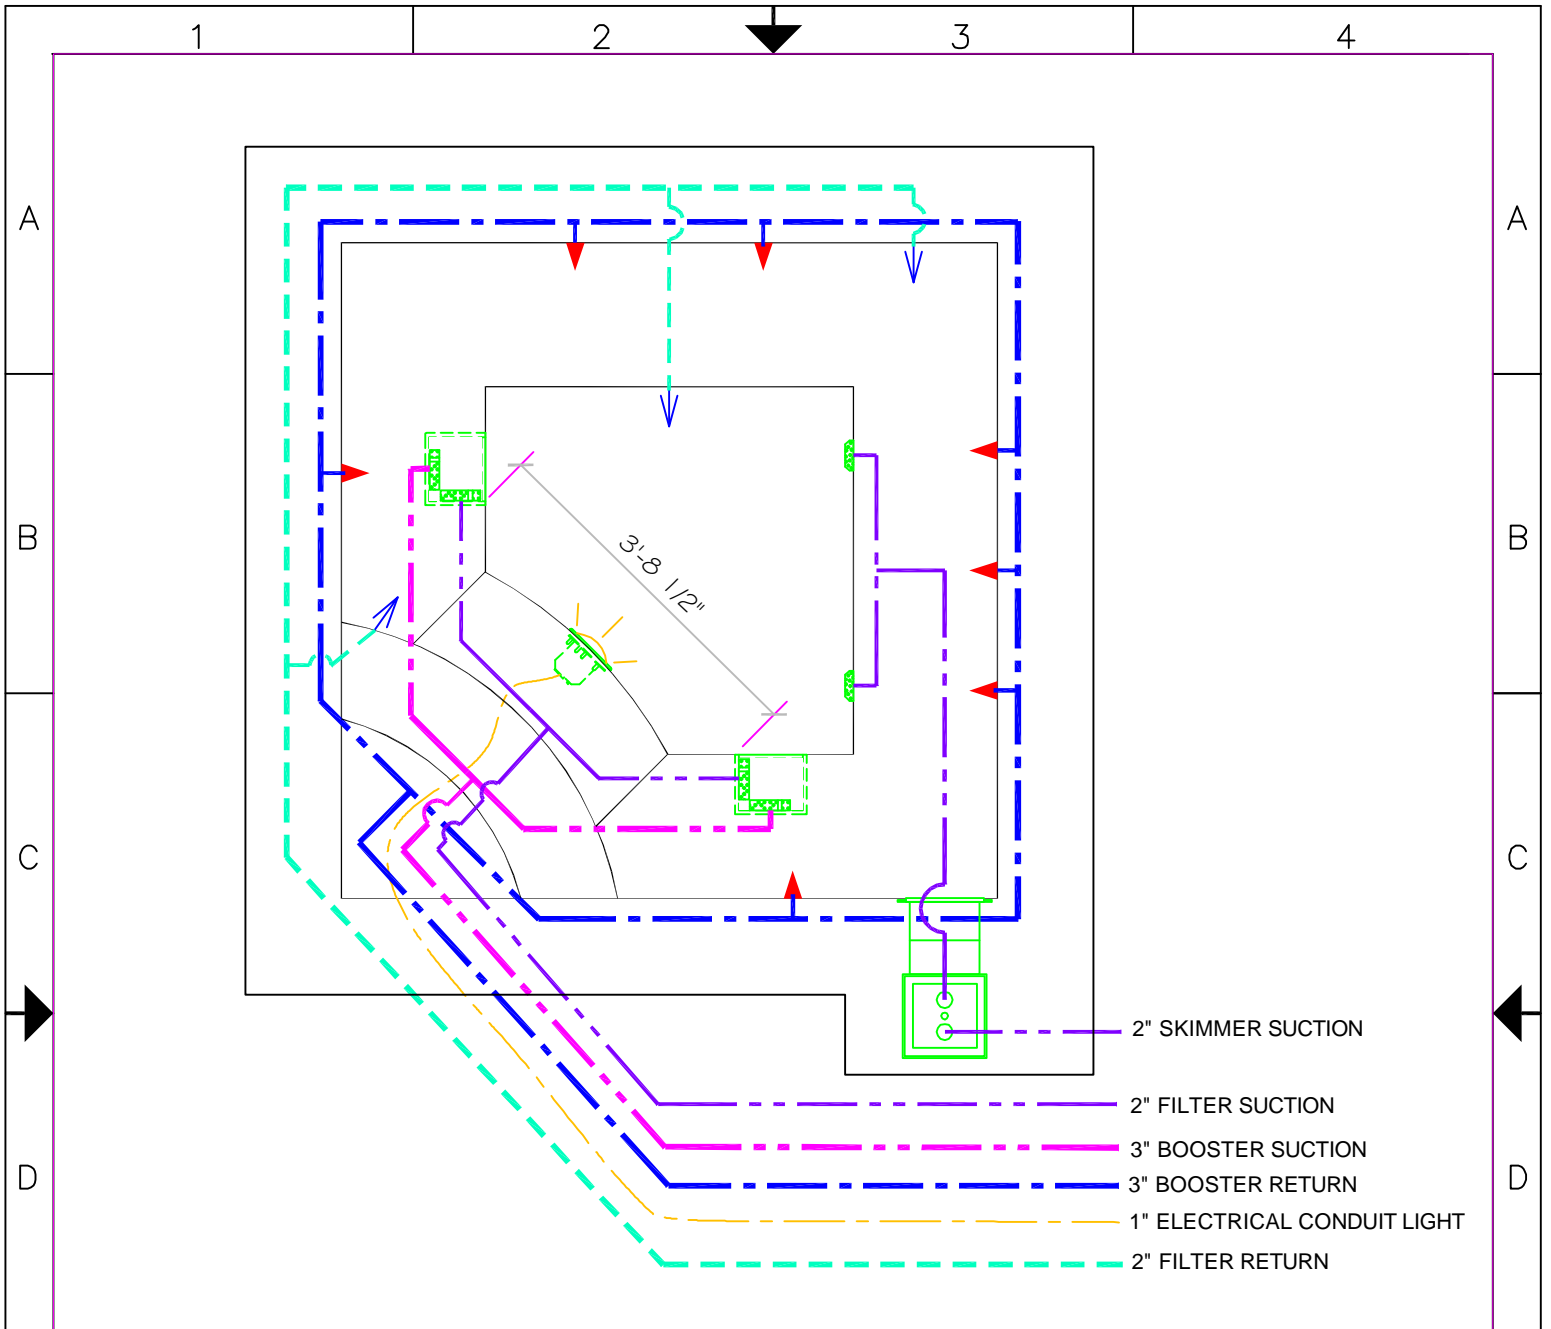 1 2 3 4
A A
3'-8 1/2"
B B
C C
2" SKIMMER SUCTION
2" FILTER SUCTION
3" BOOSTER SUCTION
D D
3" BOOSTER RETURN
1" ELECTRICAL CONDUIT LIGHT
2" FILTER RETURN